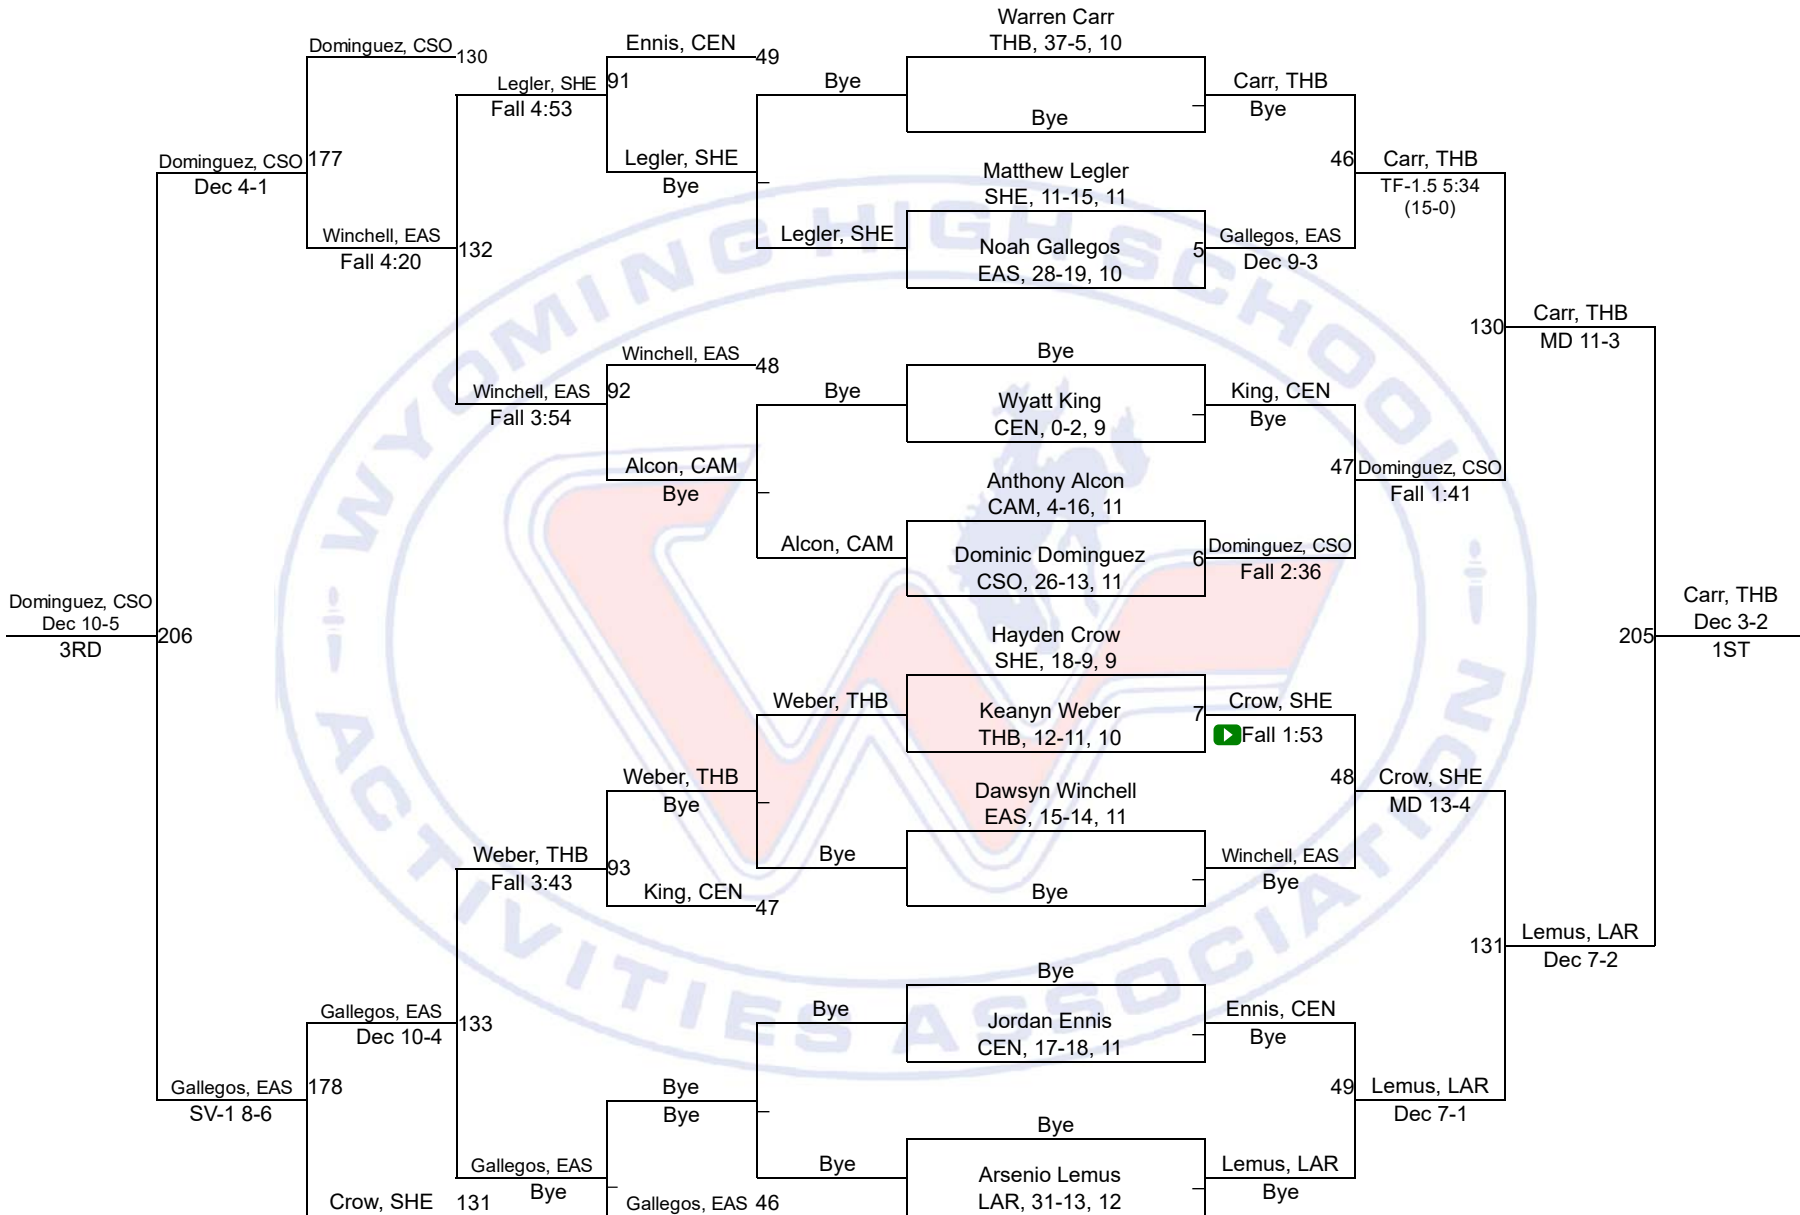 Warren Carr
THB, 37-5, 10
Dominguez, CSO
130
Ennis, CEN
49
Legler, SHE
91
Fall 4:53
Bye
Carr, THB
Bye
Bye
Dominguez, CSO
177
Dec 4-1
Legler, SHE
Bye
Matthew Legler
SHE, 11-15, 11
46
Carr, THB
TF-1.5 5:34
(15-0)
Winchell, EAS
132
Fall 4:20
Legler, SHE
Noah Gallegos
EAS, 28-19, 10
5
Gallegos, EAS
Dec 9-3
130
Carr, THB
MD 11-3
Winchell, EAS
48
Bye
Winchell, EAS
92
Fall 3:54
Bye
Wyatt King
CEN, 0-2, 9
King, CEN
Bye
Alcon, CAM
Bye
Anthony Alcon
CAM, 4-16, 11
47
Dominguez, CSO
Fall 1:41
Alcon, CAM
Dominic Dominguez
CSO, 26-13, 11
6
Dominguez, CSO
Fall 2:36
Dominguez, CSO
Dec 10-5
3RD
206
Hayden Crow
SHE, 18-9, 9
205
Carr, THB
Dec 3-2
1ST
Weber, THB
Keanyn Weber
THB, 12-11, 10
7
Crow, SHE
Fall 1:53
Weber, THB
Bye
Dawsyn Winchell
EAS, 15-14, 11
48
Crow, SHE
MD 13-4
Weber, THB
93
Fall 3:43
Bye
Winchell, EAS
Bye
King, CEN
47
Bye
131
Lemus, LAR
Dec 7-2
Bye
Gallegos, EAS
133
Dec 10-4
Bye
Jordan Ennis
CEN, 17-18, 11
Ennis, CEN
Bye
Gallegos, EAS
178
SV-1 8-6
Bye
Bye
49
Lemus, LAR
Dec 7-1
Bye
Gallegos, EAS
Bye
Bye
Arsenio Lemus
LAR, 31-13, 12
Lemus, LAR
Bye
Crow, SHE
131
Gallegos, EAS
46
WYOMING HIGH SCHOOL
ACTIVITIES ASSOCIATION